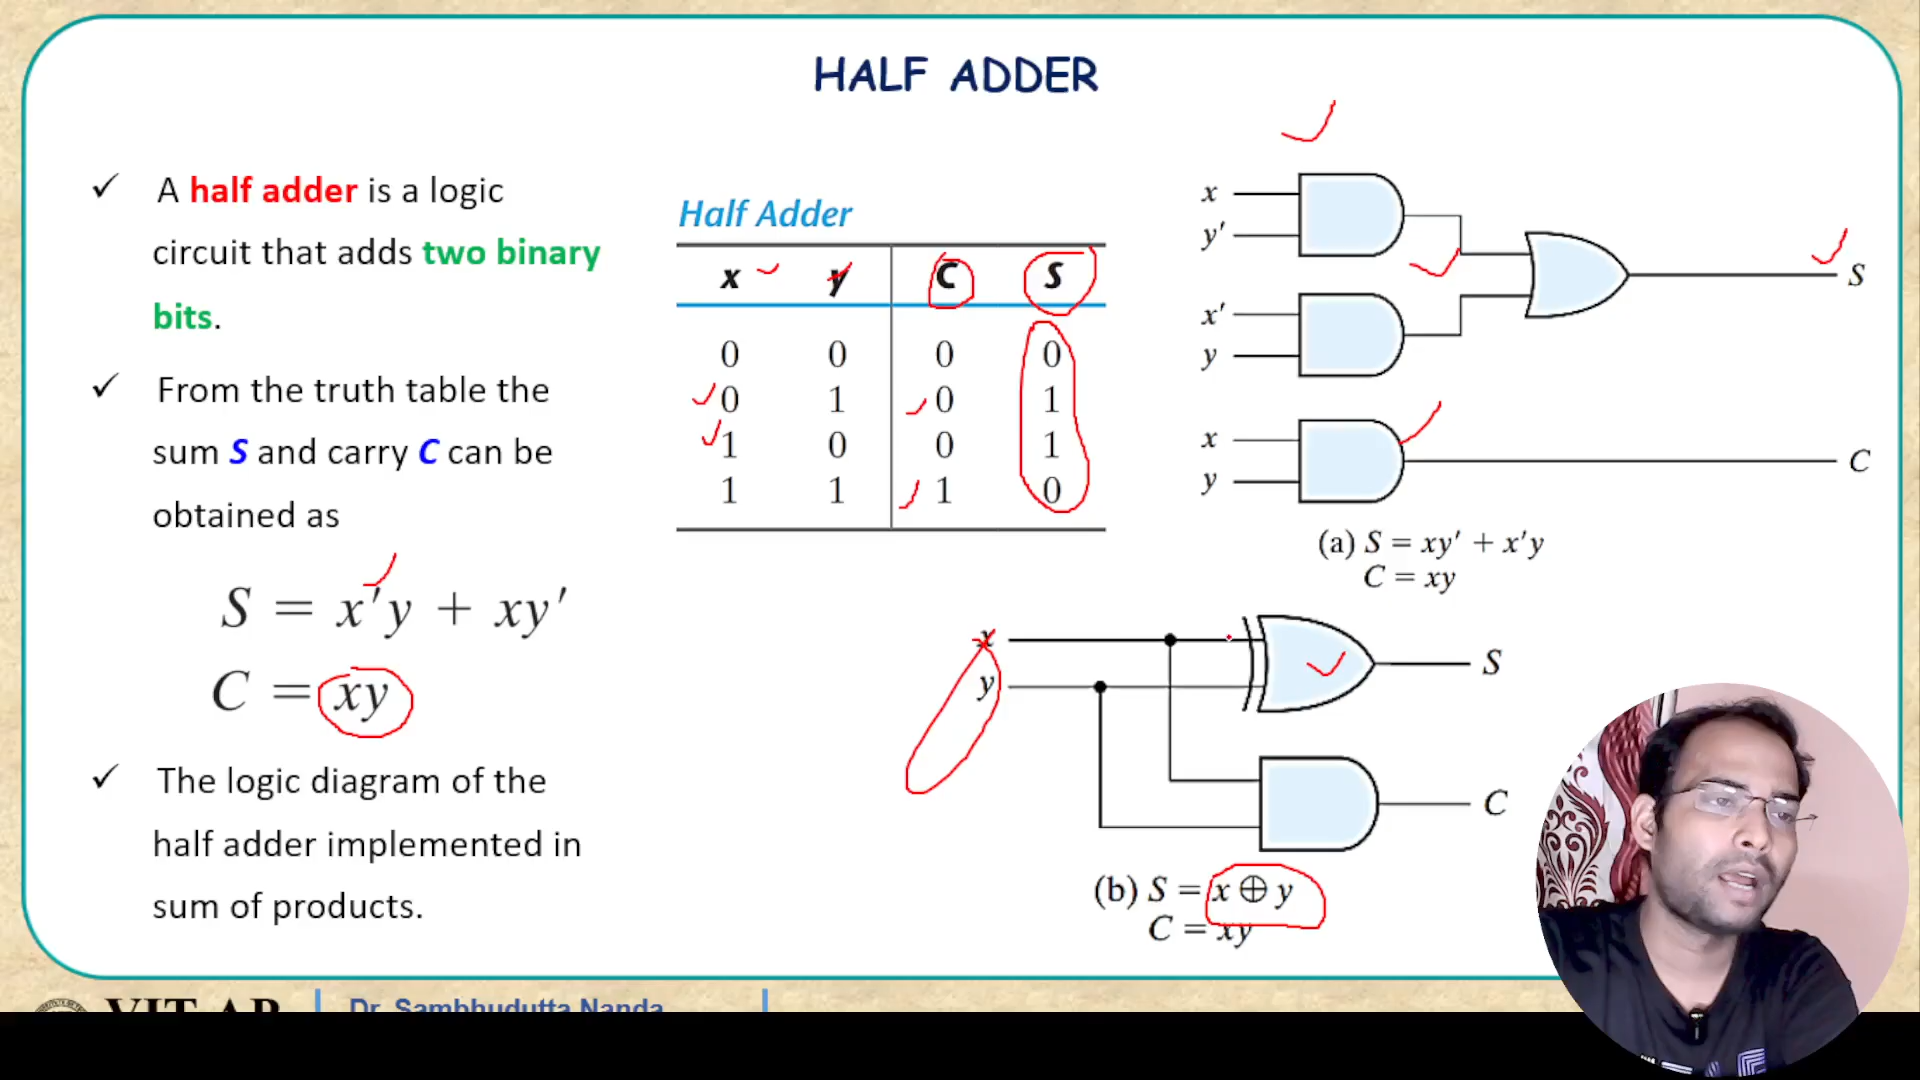 HALF ADDER
✓ A half adder is a logic
circuit that adds two binary
bits.
✓ From the truth table the
sum S and carry C can be
obtained as
S = x'y + xy'
C = xy
✓ The logic diagram of the
half adder implemented in
sum of products.
Half Adder
x y C S
0 0 0 0
0 1 0 1
1 0 0 1
1 1 1 0
x
y'
x'
y
S
x
y
C
(a) S = xy' + x'y
C = xy
x
y
S
C
(b) S = x ⊕ y
C = xy
VIT-AP
Dr. Sambhudutta Nanda